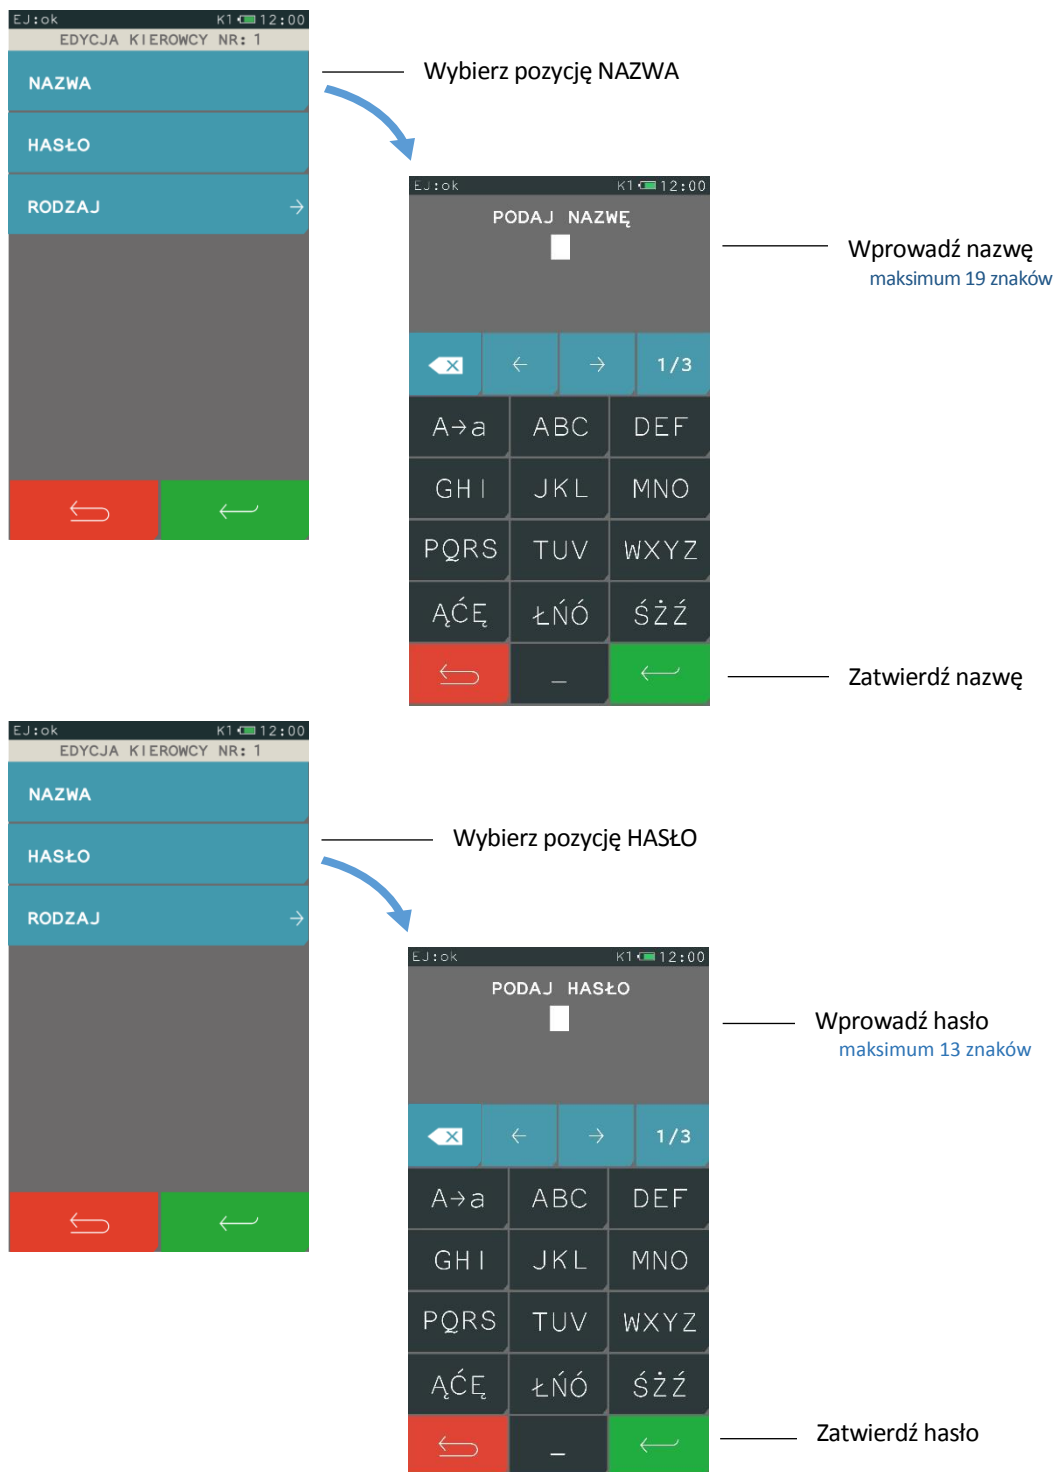 EJ:ok K1 12:00
EDYCJA KIEROWCY NR: 1
NAZWA
HASŁO
RODZAJ →
Wybierz pozycję NAZWA
EJ:ok K1 12:00
PODAJ NAZWĘ
Wprowadź nazwę
maksimum 19 znaków
← → 1/3
A→a ABC DEF
GHI JKL MNO
PQRS TUV WXYZ
ĄĆĘ ŁŃÓ ŚŻŹ
_
Zatwierdź nazwę
EJ:ok K1 12:00
EDYCJA KIEROWCY NR: 1
NAZWA
HASŁO
RODZAJ →
Wybierz pozycję HASŁO
EJ:ok K1 12:00
PODAJ HASŁO
Wprowadź hasło
maksimum 13 znaków
← → 1/3
A→a ABC DEF
GHI JKL MNO
PQRS TUV WXYZ
ĄĆĘ ŁŃÓ ŚŻŹ
_
Zatwierdź hasło